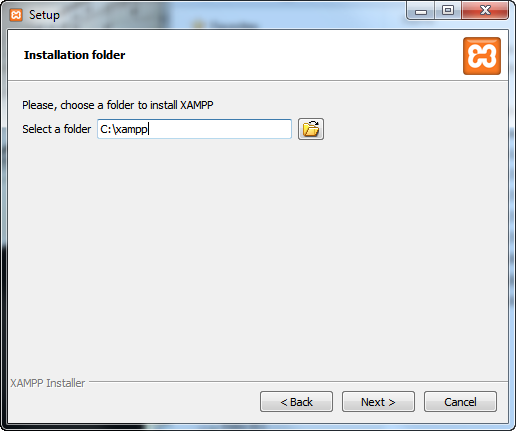 Setup
Installation folder
Please, choose a folder to install XAMPP
Select a folder C:\xampp
XAMPP Installer
< Back Next > Cancel